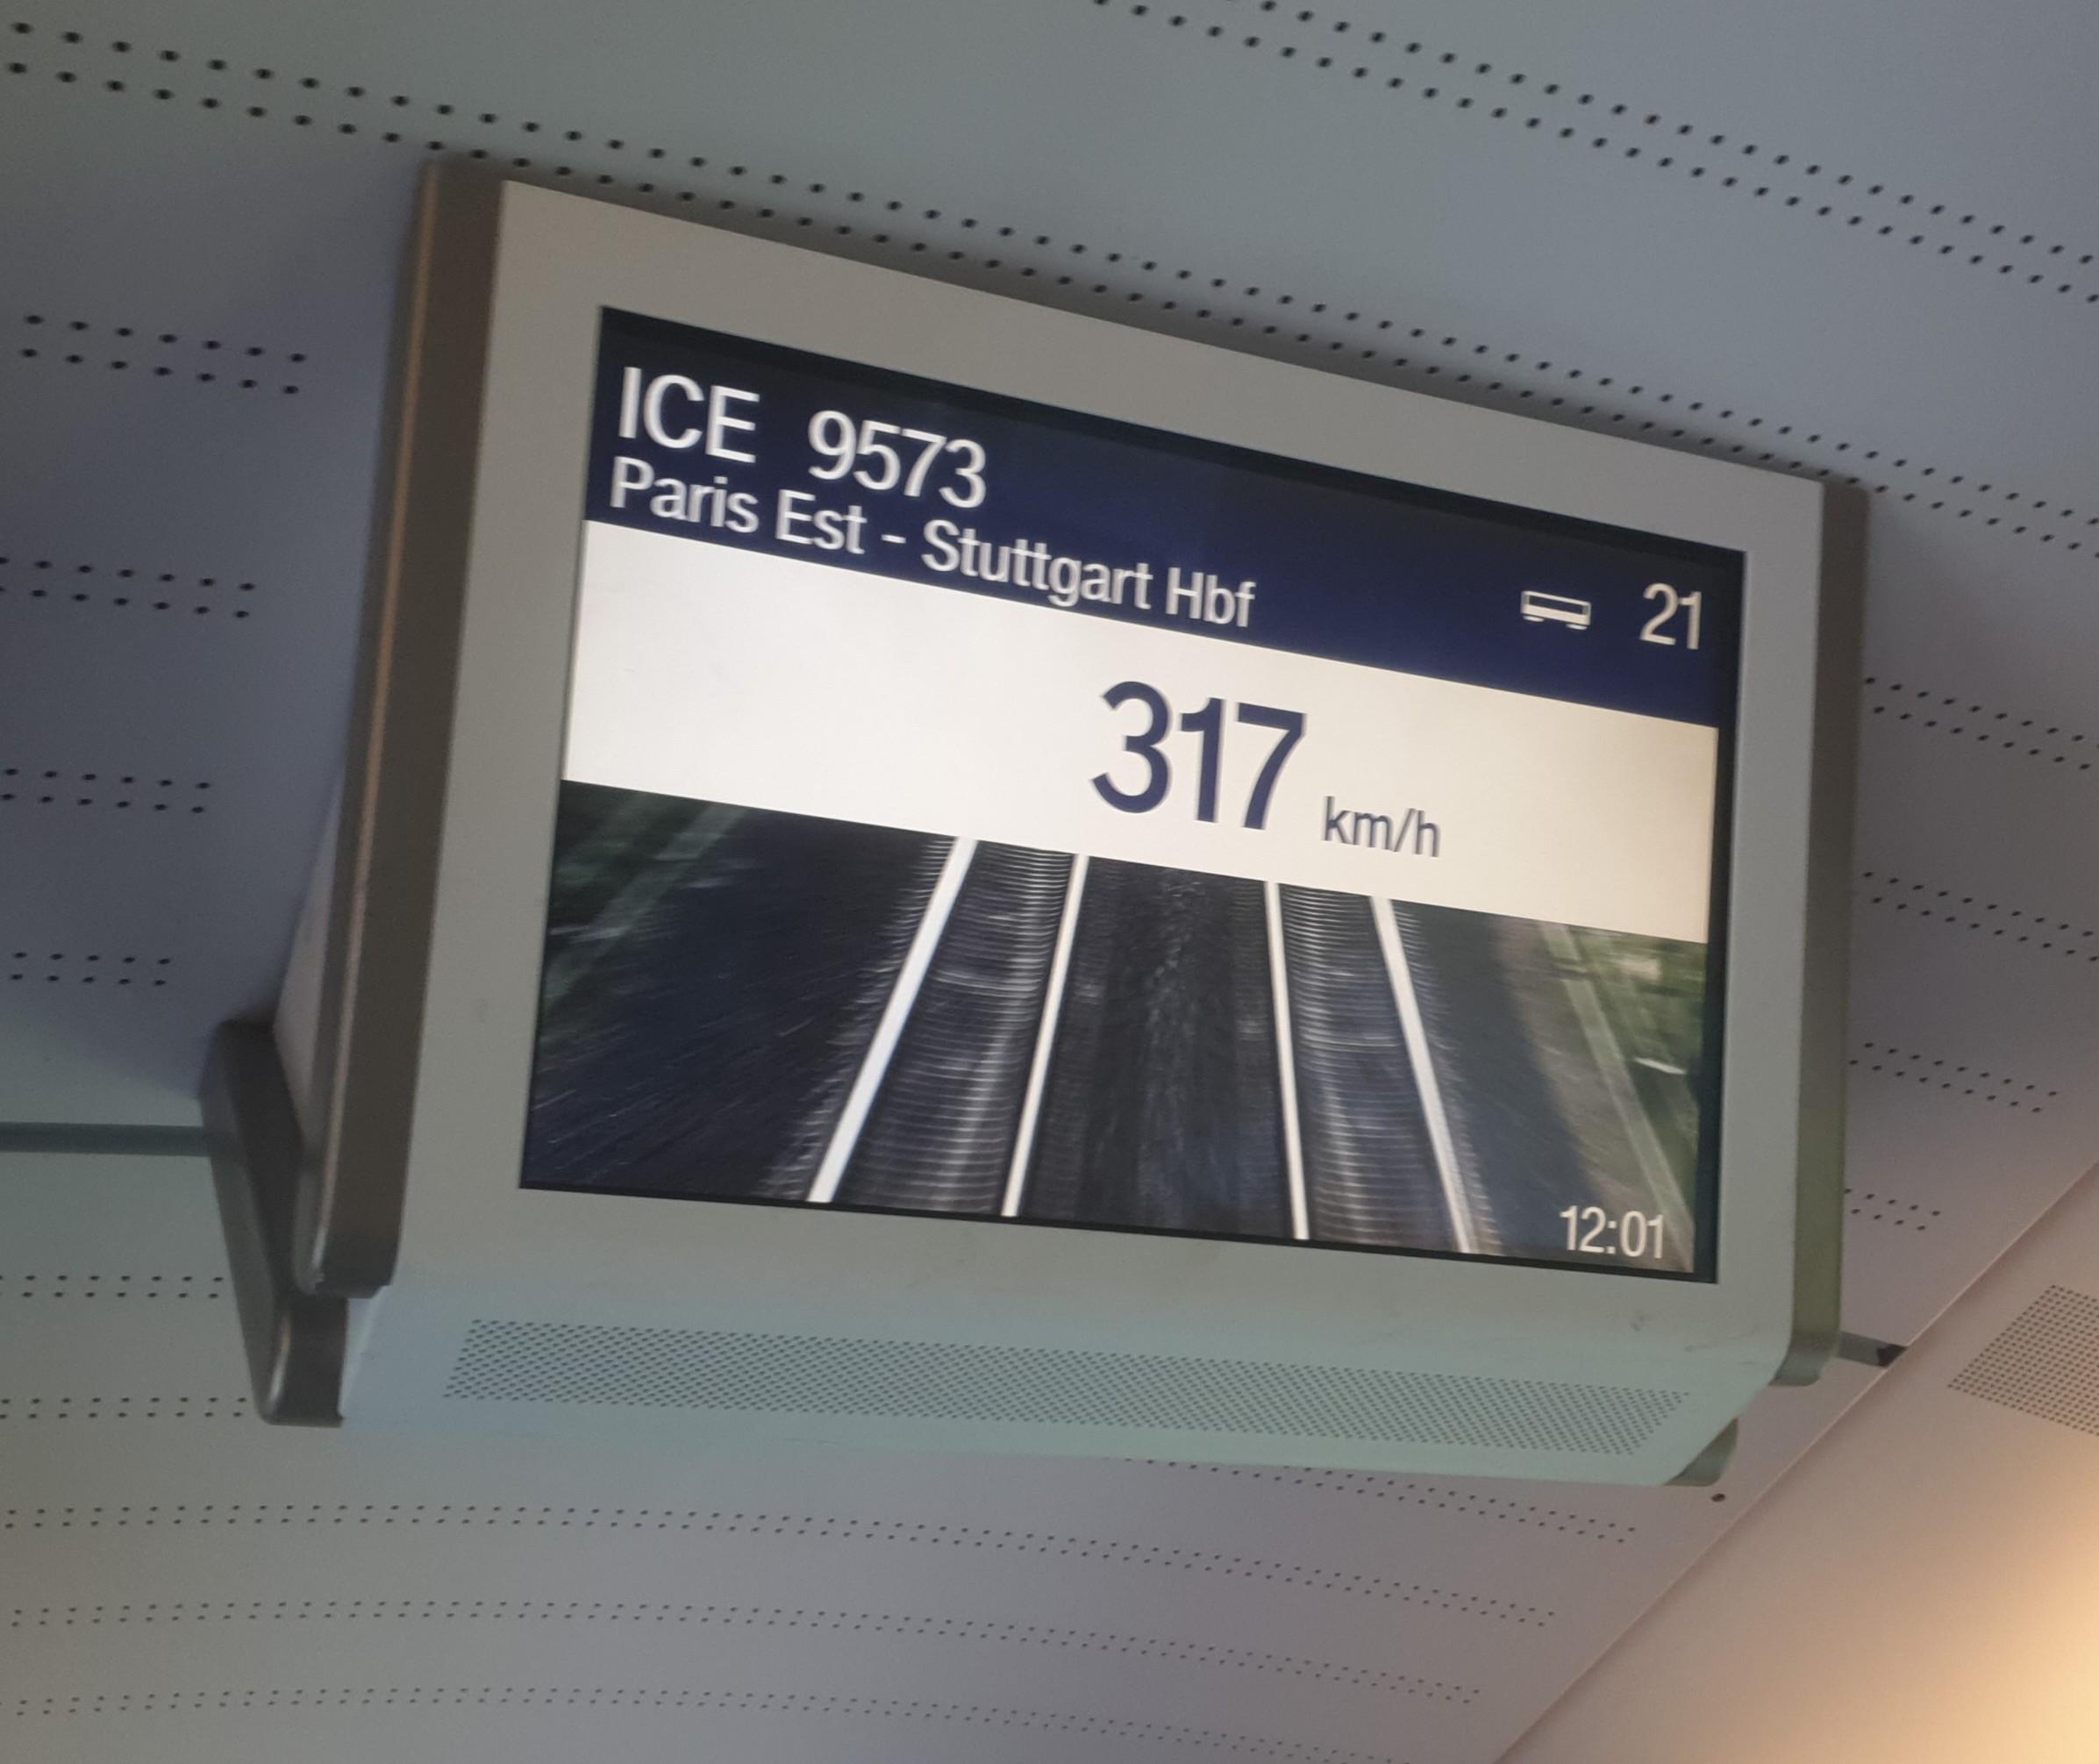 ICE 9573
Paris Est - Stuttgart Hbf
21
317 km/h
12:01